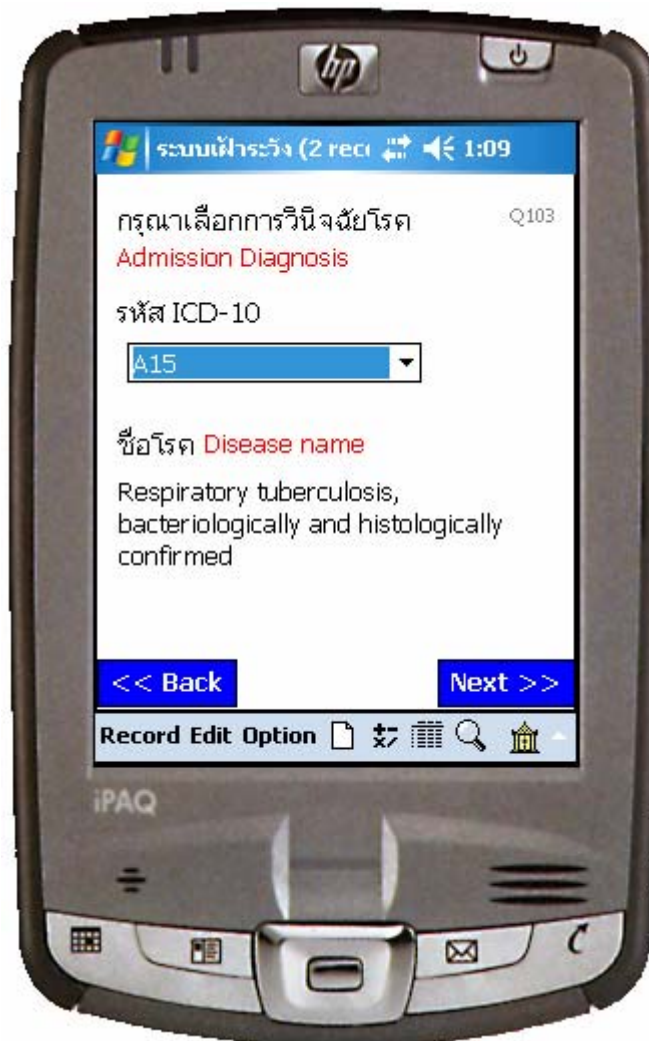 hp
ระบบเฝ้าระวัง (2 reco 1:09
กรุณาเลือกการวินิจฉัยโรค Q103
Admission Diagnosis
รหัส ICD-10
A15
ชื่อโรค Disease name
Respiratory tuberculosis,
bacteriologically and histologically
confirmed
<< Back Next >>
Record Edit Option
iPAQ